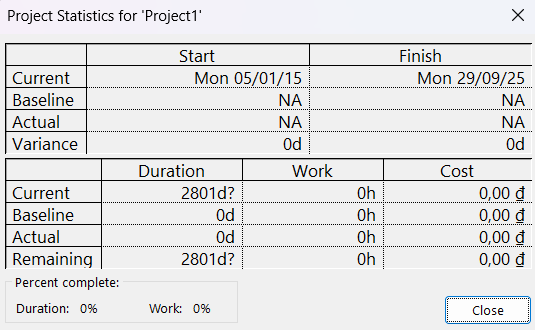 Project Statistics for 'Project1'
Start Finish
Current Mon 05/01/15 Mon 29/09/25
Baseline NA NA
Actual NA NA
Variance 0d 0d
Duration Work Cost
Current 2801d? 0h 0,00 ₫
Baseline 0d 0h 0,00 ₫
Actual 0d 0h 0,00 ₫
Remaining 2801d? 0h 0,00 ₫
Percent complete:
Duration: 0% Work: 0%
Close